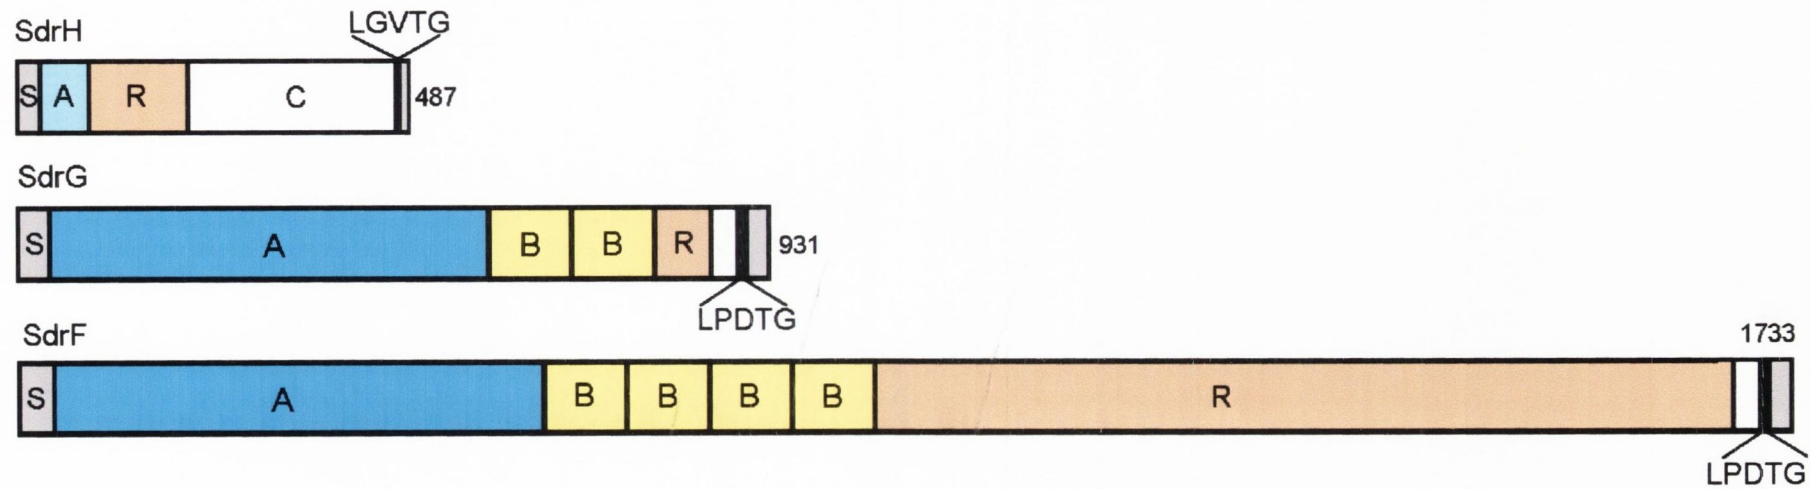 SdrH
LGVTG
S A R C 487
SdrG
S A B B R 931
LPDTG
SdrF
1733
S A B B B B R
LPDTG